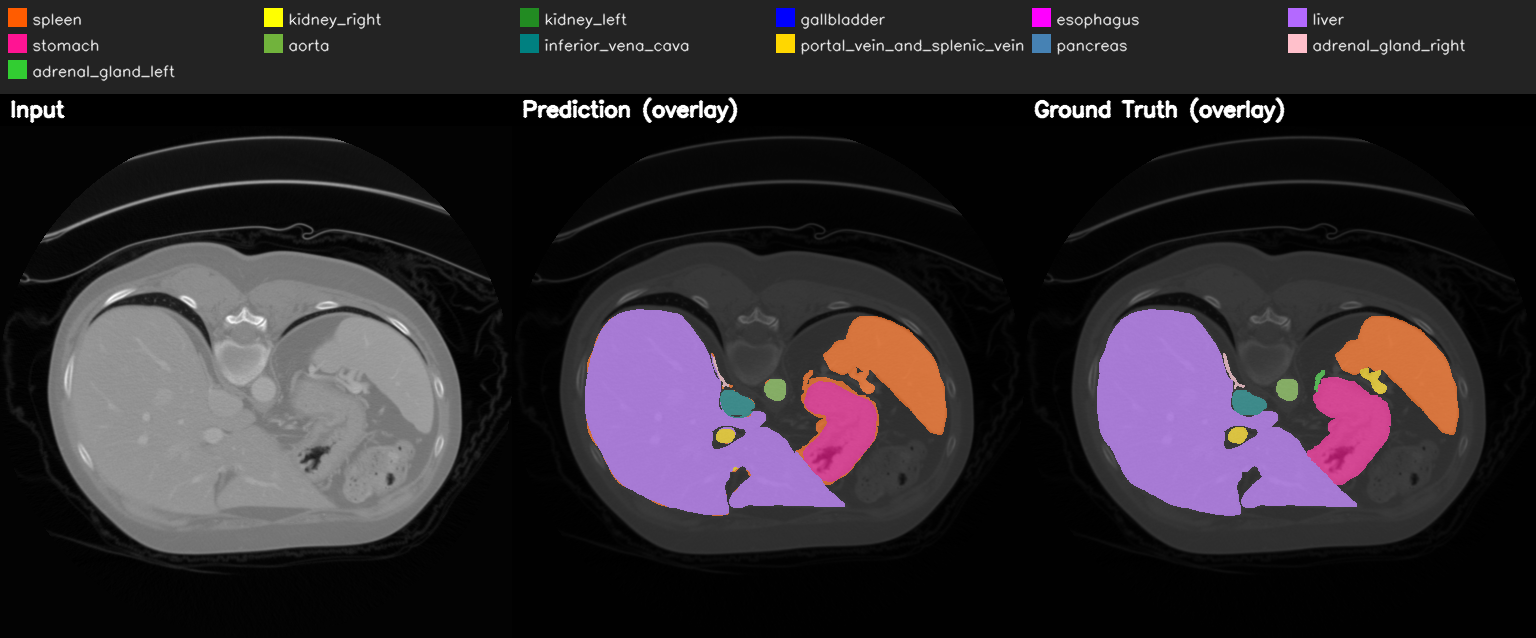 spleen kidney_right kidney_left gallbladder esophagus liver
stomach aorta inferior_vena_cava portal_vein_and_splenic_vein pancreas adrenal_gland_right
adrenal_gland_left
Input Prediction (overlay) Ground Truth (overlay)